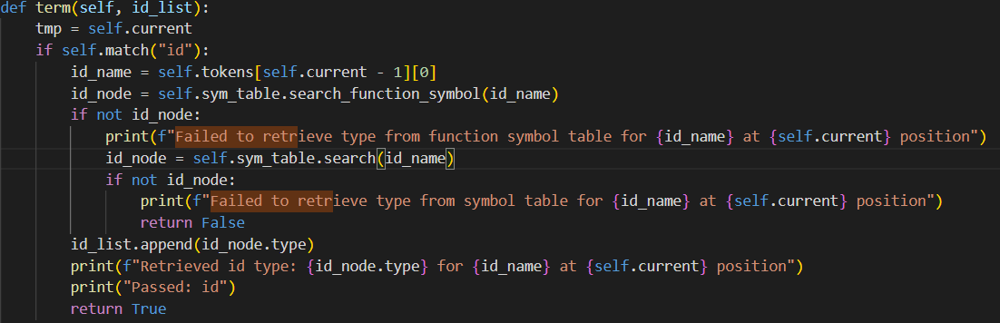 def term(self, id_list):
    tmp = self.current
    if self.match("id"):
        id_name = self.tokens[self.current - 1][0]
        id_node = self.sym_table.search_function_symbol(id_name)
        if not id_node:
            print(f"Failed to retrieve type from function symbol table for {id_name} at {self.current} position")
            id_node = self.sym_table.search(id_name)
            if not id_node:
                print(f"Failed to retrieve type from symbol table for {id_name} at {self.current} position")
                return False
        id_list.append(id_node.type)
        print(f"Retrieved id type: {id_node.type} for {id_name} at {self.current} position")
        print("Passed: id")
        return True